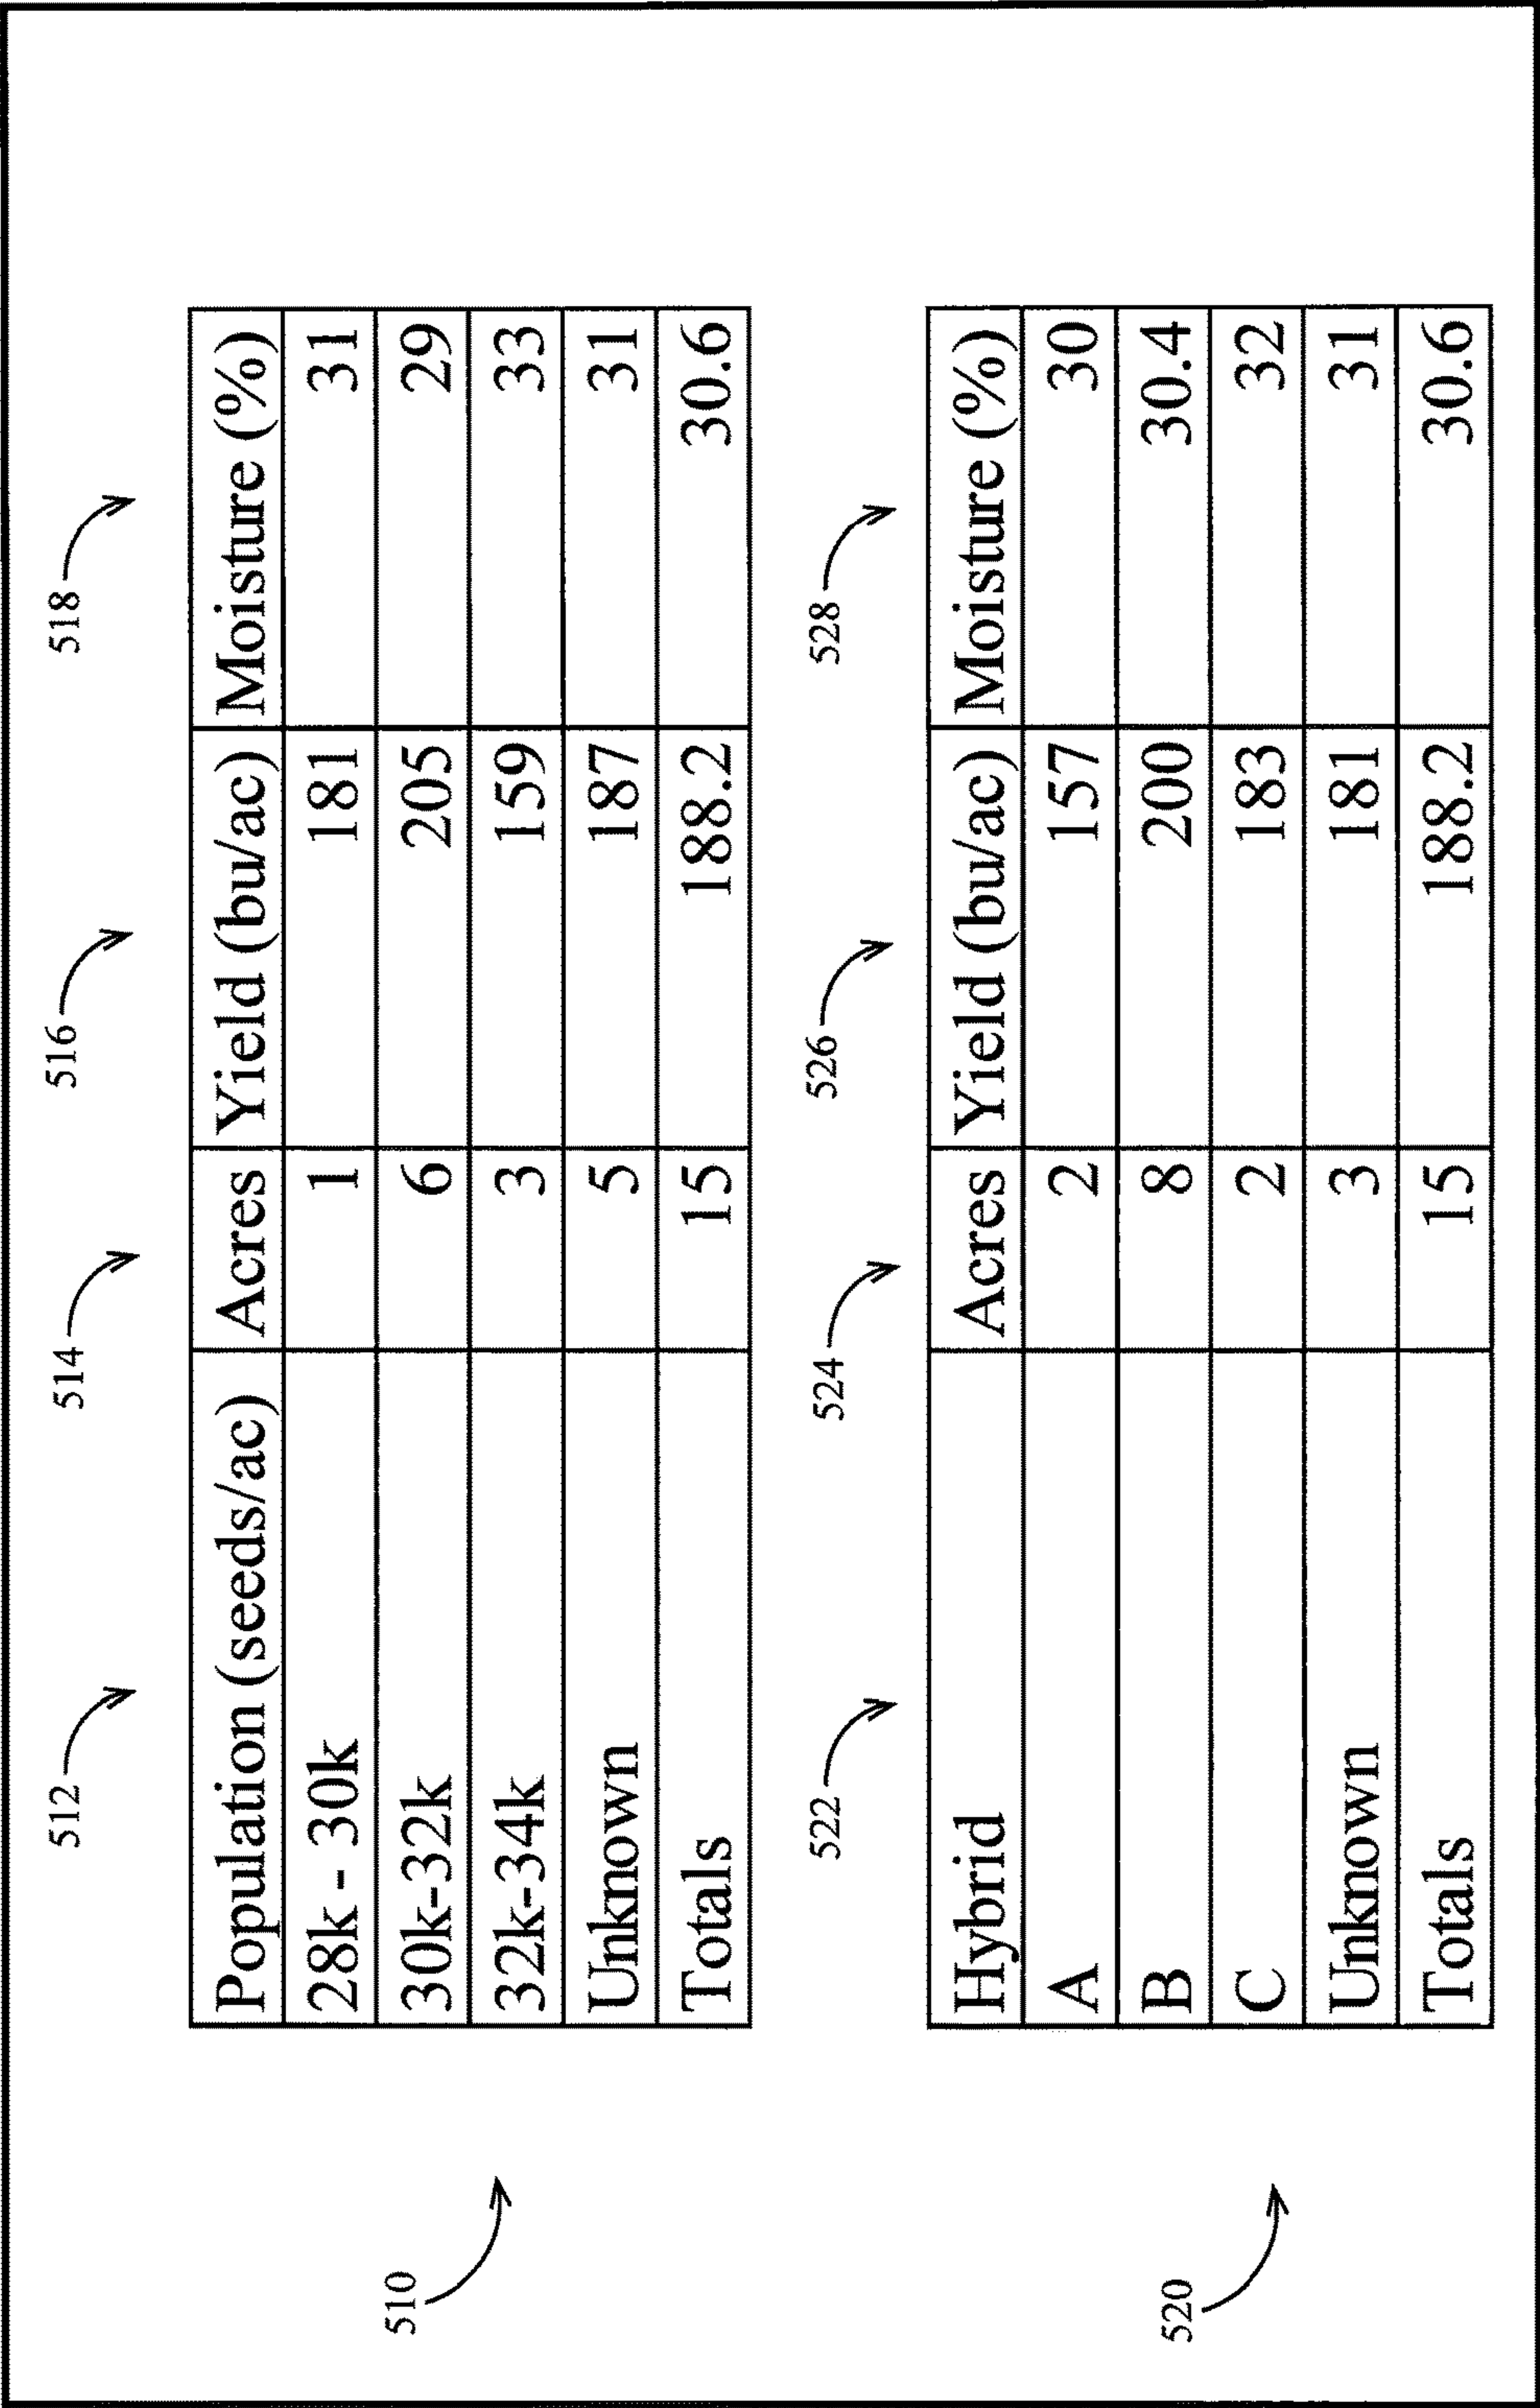 512 514 516 518
Population (seeds/ac) Acres Yield (bu/ac) Moisture (%)
28k - 30k 1 181 31
30k-32k 6 205 29
32k-34k 3 159 33
Unknown 5 187 31
Totals 15 188.2 30.6
510
522 524 526 528
Hybrid Acres Yield (bu/ac) Moisture (%)
A 2 157 30
B 8 200 30.4
C 2 183 32
Unknown 3 181 31
Totals 15 188.2 30.6
520